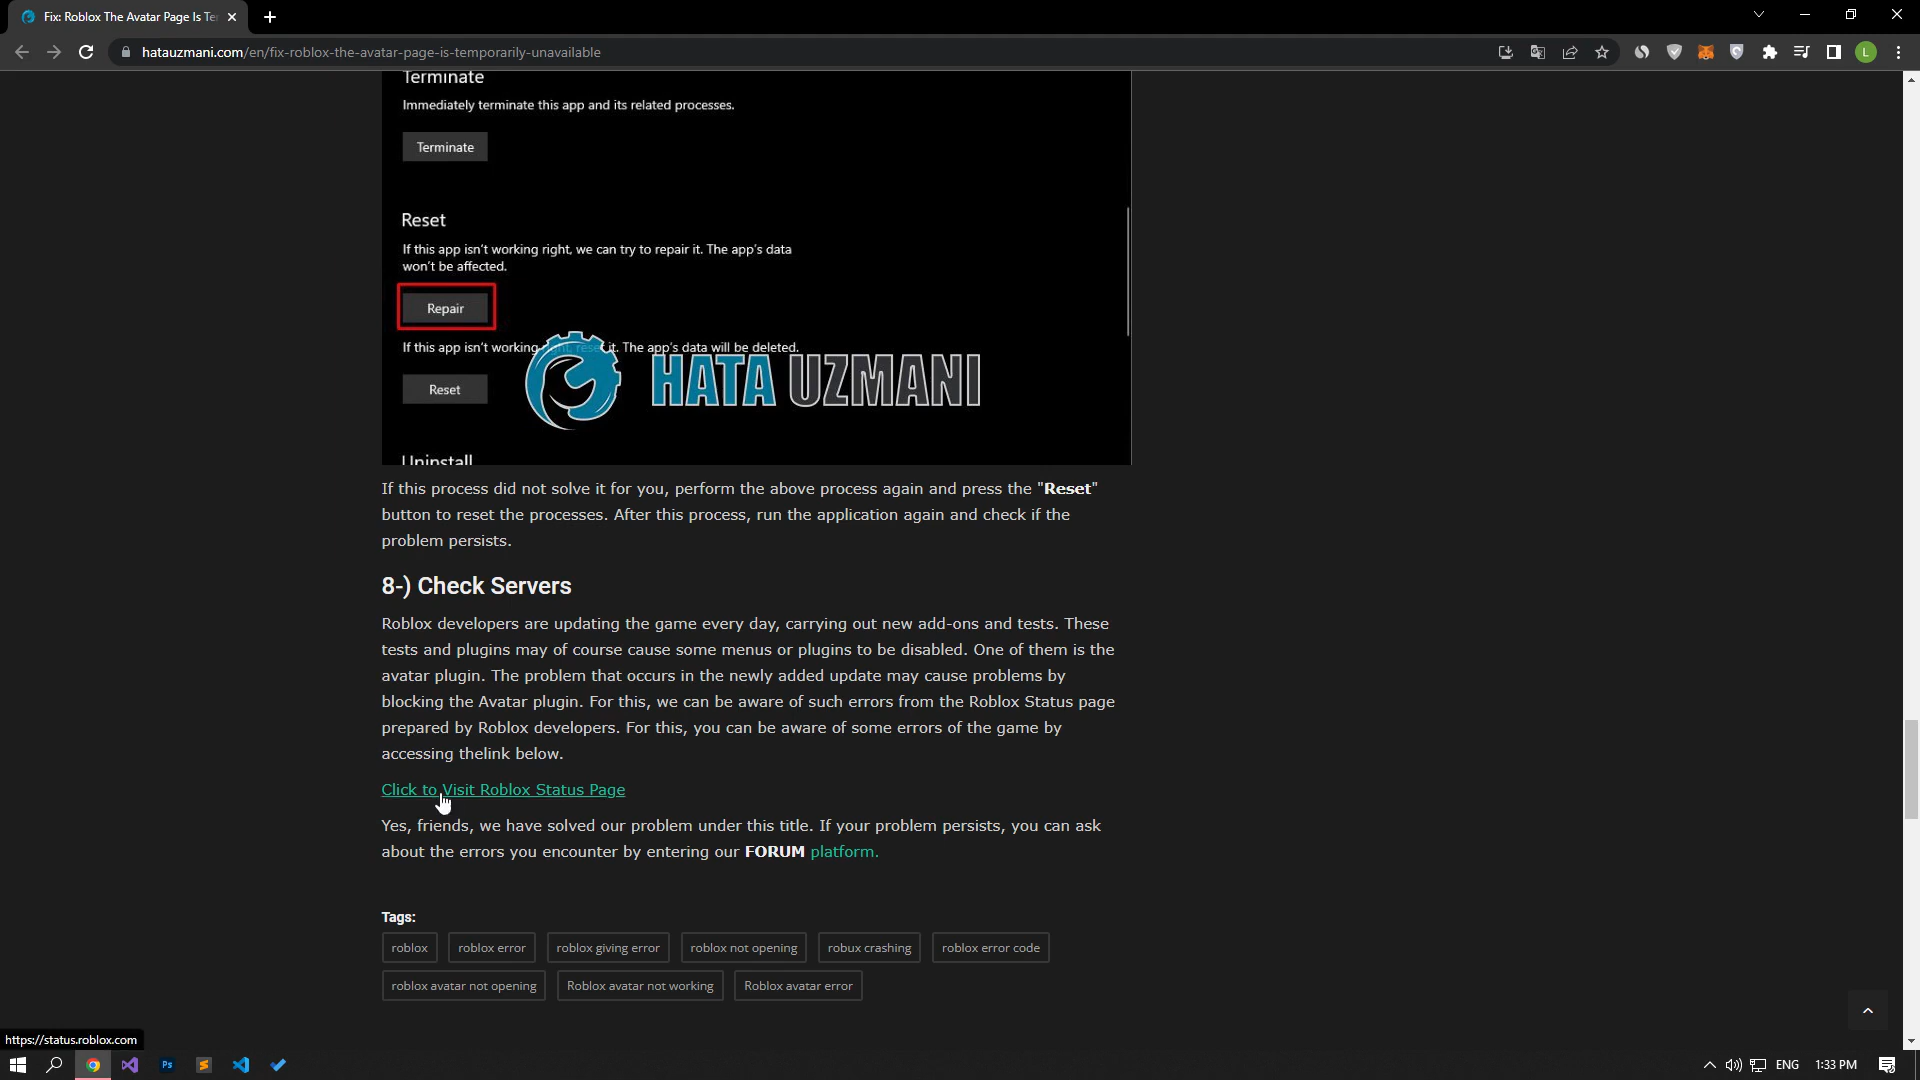 Fix: Roblox The Avatar Page Is Te
hatauzmani.com/en/fix-roblox-the-avatar-page-is-temporarily-unavailable
L
Terminate
Immediately terminate this app and its related processes.
Terminate
Reset
If this app isn't working right, we can try to repair it. The app's data
won't be affected.
Repair
If this app isn't working right, reset it. The app's data will be deleted.
Reset
HATA UZMANI
Uninstall
If this process did not solve it for you, perform the above process again and press the "Reset"
button to reset the processes. After this process, run the application again and check if the
problem persists.
8-) Check Servers
Roblox developers are updating the game every day, carrying out new add-ons and tests. These
tests and plugins may of course cause some menus or plugins to be disabled. One of them is the
avatar plugin. The problem that occurs in the newly added update may cause problems by
blocking the Avatar plugin. For this, we can be aware of such errors from the Roblox Status page
prepared by Roblox developers. For this, you can be aware of some errors of the game by
accessing thelink below.
Click to Visit Roblox Status Page
Yes, friends, we have solved our problem under this title. If your problem persists, you can ask
about the errors you encounter by entering our FORUM platform.
Tags:
roblox roblox error roblox giving error roblox not opening robux crashing roblox error code
roblox avatar not opening Roblox avatar not working Roblox avatar error
https://status.roblox.com
Ps
ENG 1:33 PM